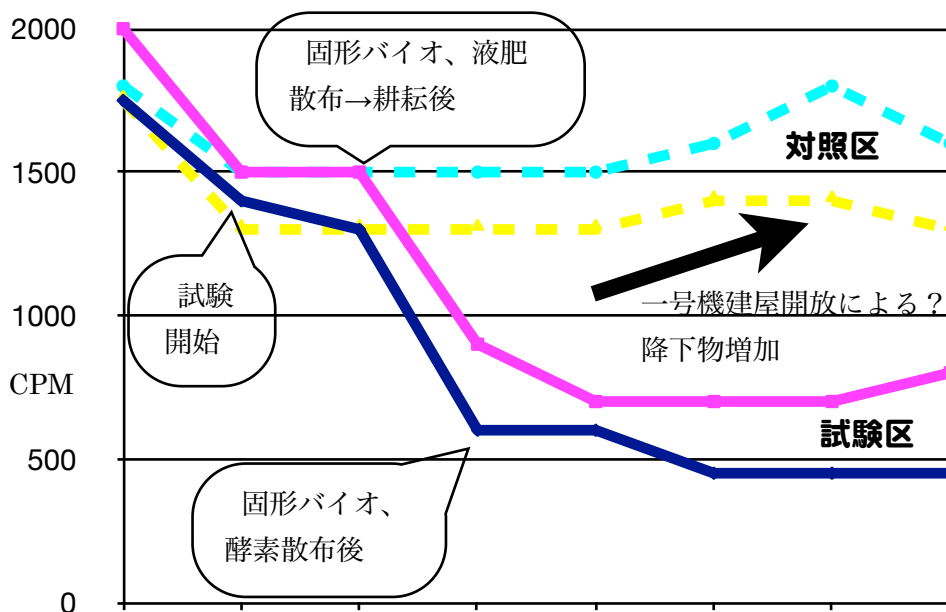 2000
固形バイオ、液肥
散布→耕耘後
対照区
1500
試験
開始
1000
一号機建屋開放による？
降下物増加
CPM
試験区
500
固形バイオ、
酵素散布後
0